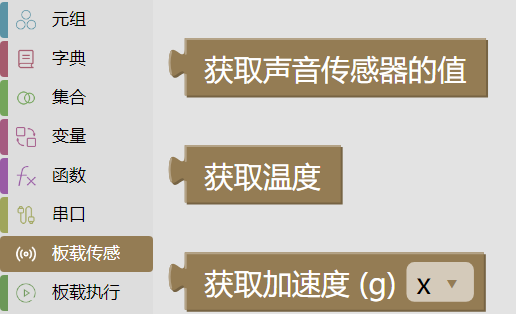 元组
字典
集合
变量
函数
串口
板载传感
板载执行
获取声音传感器的值
获取温度
获取加速度 (g) x